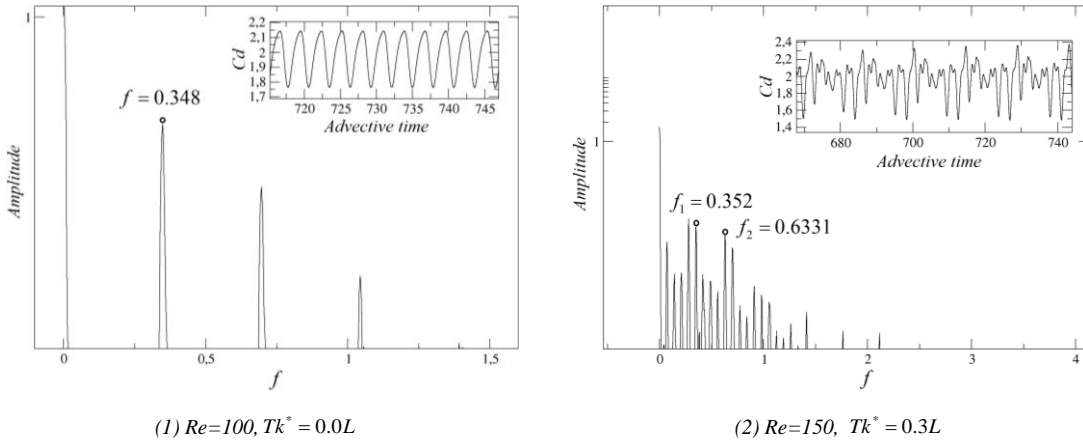 1
Amplitude
f = 0.348
2,2
2,1
2
1,9
1,8
1,7
Cd
720 725 730 735 740 745
Advective time
0 0,5 1 1,5
f
(1) Re=100, Tk* = 0.0L
1
Amplitude
f₁ = 0.352
f₂ = 0.6331
2,4
2,2
2
1,8
1,6
1,4
Cd
680 700 720 740
Advective time
0 1 2 3 4
f
(2) Re=150, Tk* = 0.3L